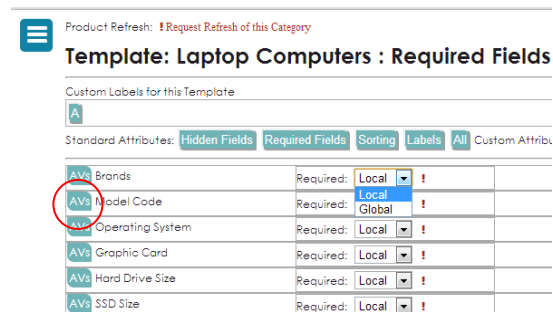 Product Refresh: ! Request Refresh of this Category
Template: Laptop Computers : Required Fields
Custom Labels for this Template
A
Standard Attributes: Hidden Fields Required Fields Sorting Labels All Custom Attribu
AVs Brands Required: Local !
Local
Global
AVs Model Code Required: !
AVs Operating System Required: Local !
AVs Graphic Card Required: Local !
AVs Hard Drive Size Required: Local !
AVs SSD Size Required: Local !